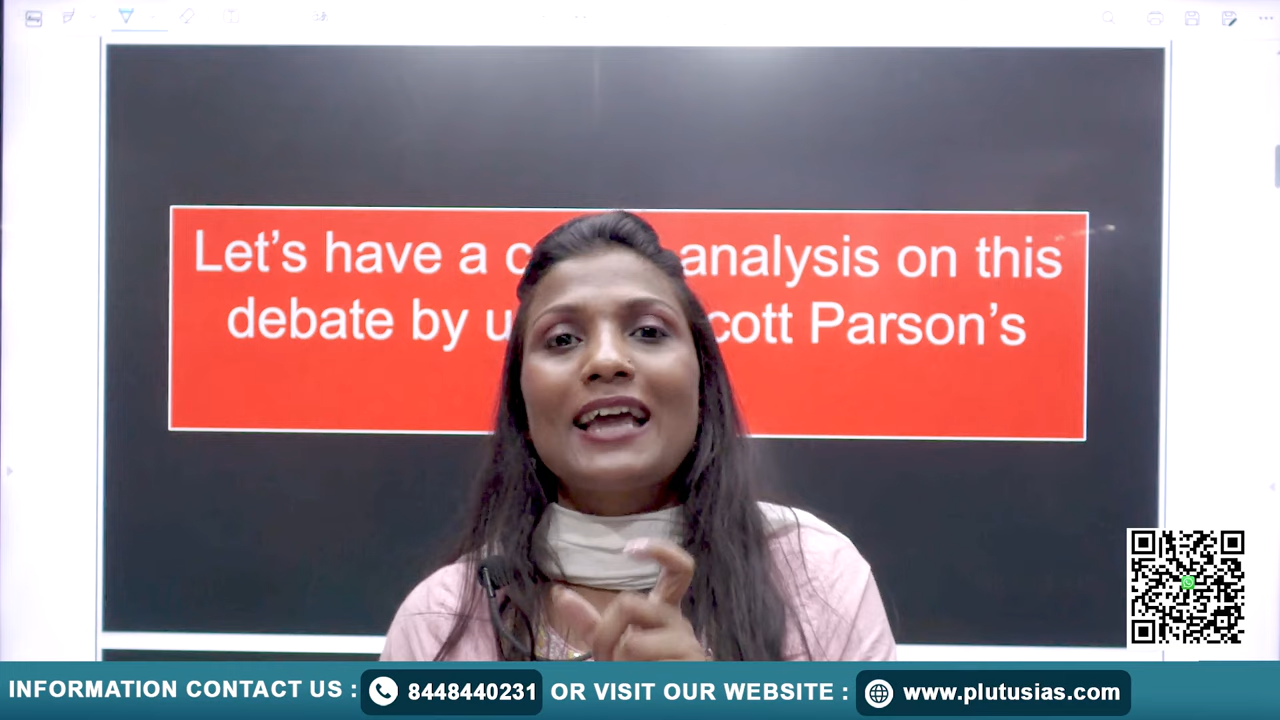 Let's have a analysis on this
debate by Parson's
INFORMATION CONTACT US : 8448440231 OR VISIT OUR WEBSITE : www.plutusias.com